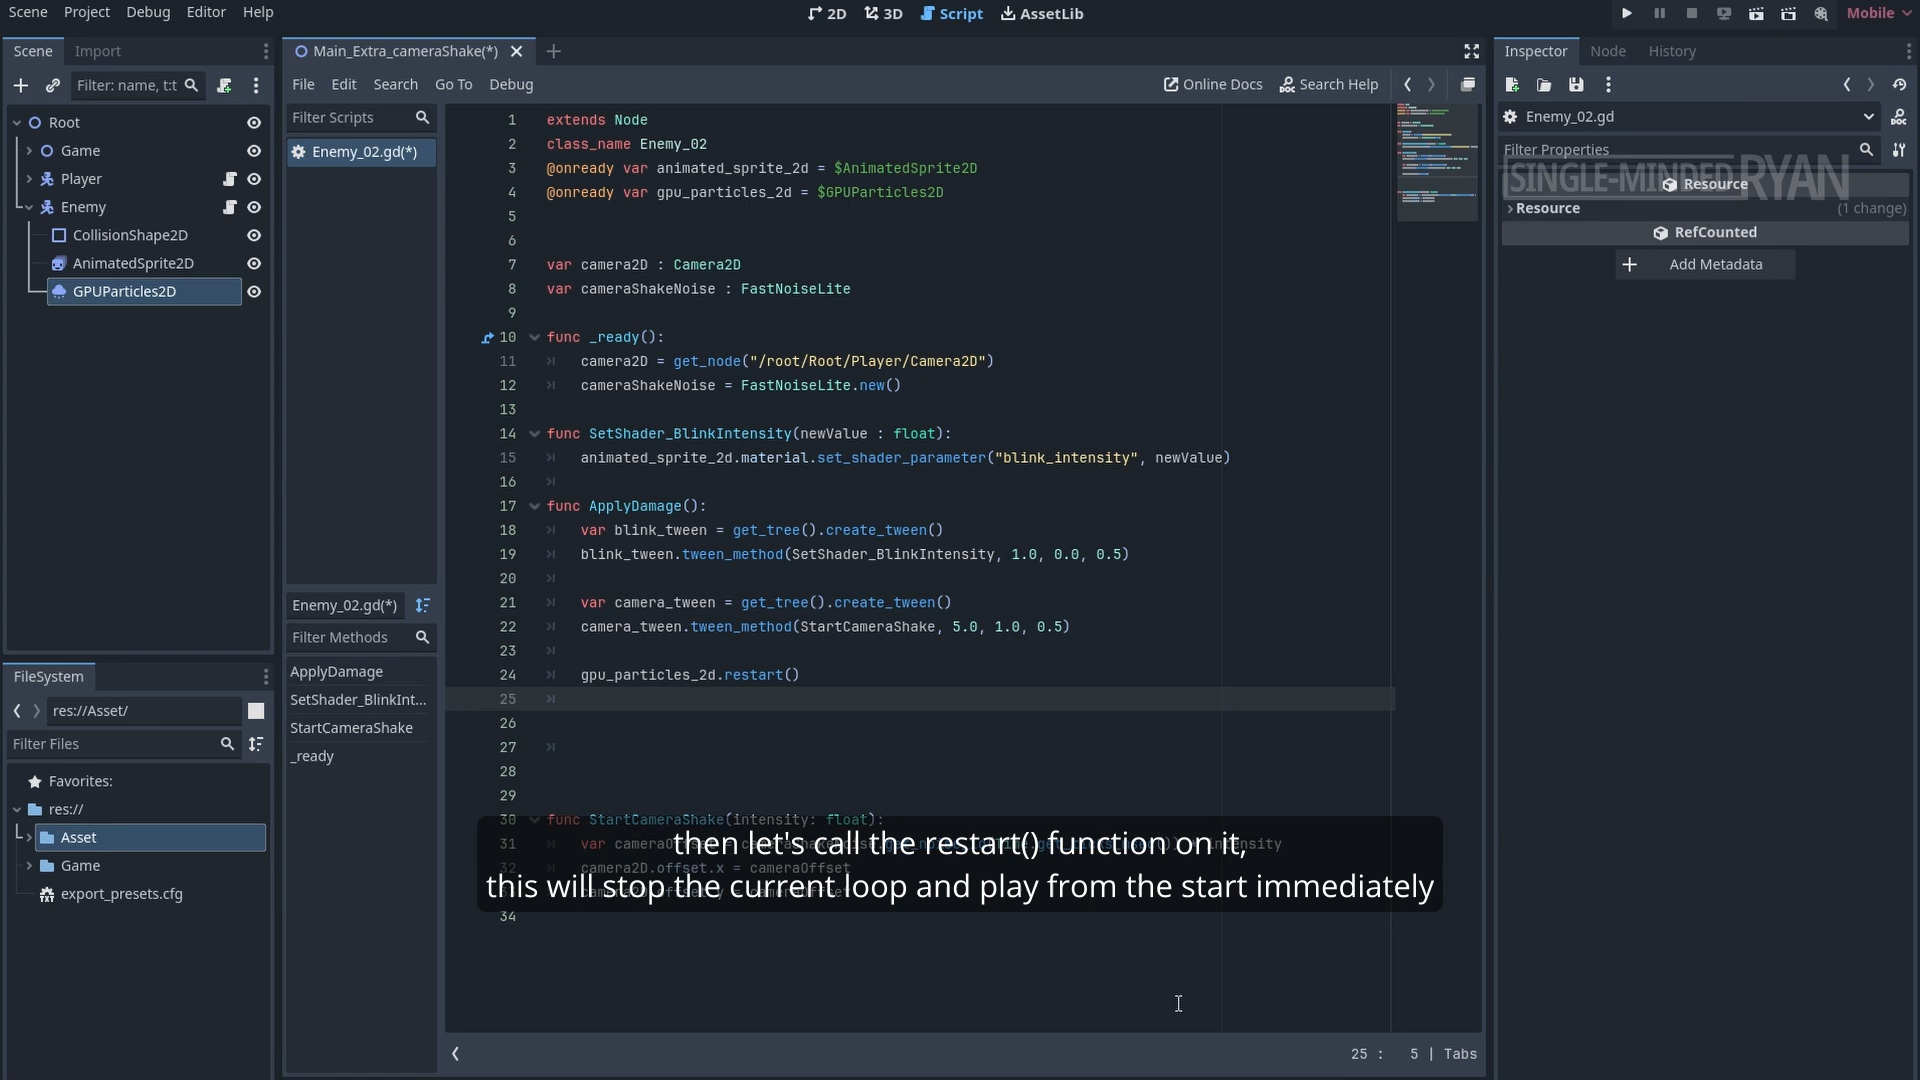 Scene Project Debug Editor Help
2D 3D Script AssetLib
Mobile
Scene Import
Filter: name, t:t
Root
Game
Player
Enemy
CollisionShape2D
AnimatedSprite2D
GPUParticles2D
FileSystem
res://Asset/
Filter Files
Favorites:
res://
Asset
Game
export_presets.cfg
Main_Extra_cameraShake(*)
File Edit Search Go To Debug
Online Docs Search Help
Filter Scripts
Enemy_02.gd(*)
Enemy_02.gd(*)
Filter Methods
ApplyDamage
SetShader_BlinkInt...
StartCameraShake
_ready
1 extends Node
2 class_name Enemy_02
3 @onready var animated_sprite_2d = $AnimatedSprite2D
4 @onready var gpu_particles_2d = $GPUParticles2D
5
6
7 var camera2D : Camera2D
8 var cameraShakeNoise : FastNoiseLite
9
10 func _ready():
11 camera2D = get_node("/root/Root/Player/Camera2D")
12 cameraShakeNoise = FastNoiseLite.new()
13
14 func SetShader_BlinkIntensity(newValue : float):
15 animated_sprite_2d.material.set_shader_parameter("blink_intensity", newValue)
16
17 func ApplyDamage():
18 var blink_tween = get_tree().create_tween()
19 blink_tween.tween_method(SetShader_BlinkIntensity, 1.0, 0.0, 0.5)
20
21 var camera_tween = get_tree().create_tween()
22 camera_tween.tween_method(StartCameraShake, 5.0, 1.0, 0.5)
23
24 gpu_particles_2d.restart()
25
26
27
28
29
30 func StartCameraShake(intensity: float):
31 var intensity
32 camera2D.offset.x = cameraOffset
34
then let's call the restart() function on it,
this will stop the current loop and play from the start immediately
25 : 5 | Tabs
Inspector Node History
Enemy_02.gd
Filter Properties
SINGLE-MINDED RYAN
Resource
Resource (1 change)
RefCounted
Add Metadata